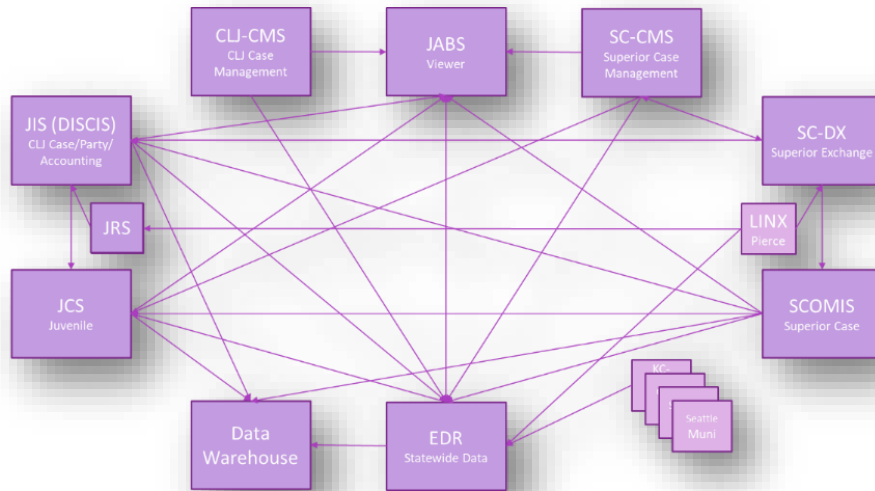 CLJ-CMS
CLJ Case
Management
JABS
Viewer
SC-CMS
Superior Case
Management
JIS (DISCIS)
CLJ Case/Party/
Accounting
SC-DX
Superior Exchange
JRS
LINX
Pierce
JCS
Juvenile
SCOMIS
Superior Case
KC-
Seattle
Muni
Data
Warehouse
EDR
Statewide Data